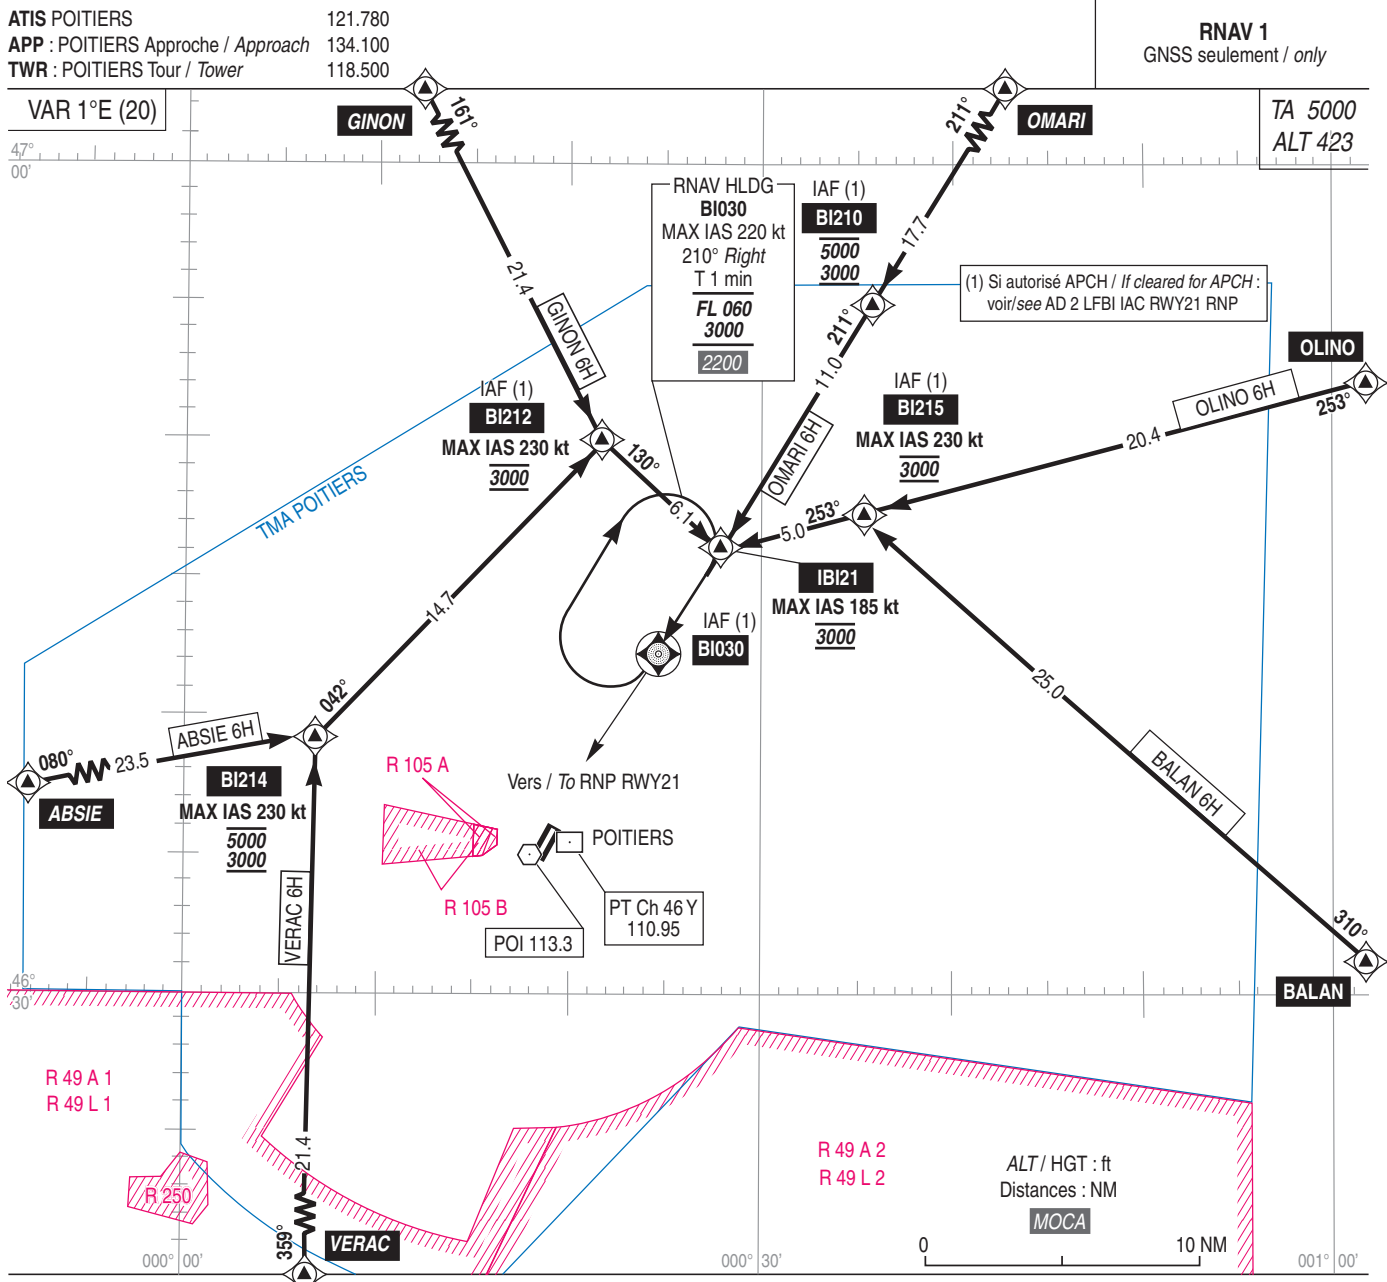 ATIS POITIERS 121.780
APP : POITIERS Approche / Approach 134.100
TWR : POITIERS Tour / Tower 118.500
RNAV 1
GNSS seulement / only
VAR 1°E (20)
TA 5000
ALT 423
GINON
161°
211°
OMARI
47°
00'
RNAV HLDG
BI030
MAX IAS 220 kt
210° Right
T 1 min
FL 060
3000
2200
IAF (1)
BI210
5000
3000
17.7
21.4
(1) Si autorisé APCH / If cleared for APCH :
voir/see AD 2 LFBI IAC RWY21 RNP
GINON 6H
211°
11.0
OLINO
253°
OLINO 6H
20.4
IAF (1)
BI212
MAX IAS 230 kt
3000
IAF (1)
BI215
MAX IAS 230 kt
3000
130°
6.1
OMARI 6H
253°
5.0
TMA POITIERS
IBI21
MAX IAS 185 kt
3000
14.7
IAF (1)
BI030
25.0
042°
ABSIE 6H
080°
23.5
ABSIE
BI214
MAX IAS 230 kt
5000
3000
R 105 A
Vers / To RNP RWY21
BALAN 6H
POITIERS
VERAC 6H
R 105 B
PT Ch 46 Y
110.95
POI 113.3
310°
BALAN
46°
30'
R 49 A 1
R 49 L 1
21.4
R 49 A 2
R 49 L 2
ALT / HGT : ft
Distances : NM
MOCA
R 250
359°
VERAC
0 10 NM
000° 00'
000° 30'
001° 00'